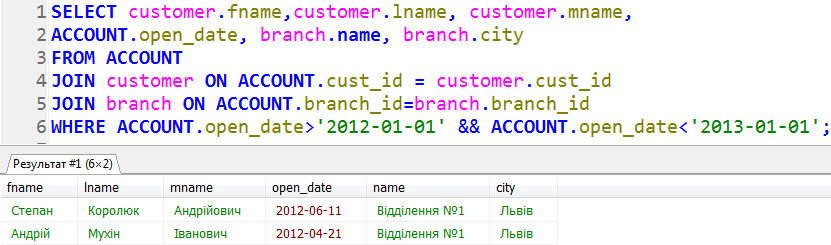 1 SELECT customer.fname,customer.lname, customer.mname,
2 ACCOUNT.open_date, branch.name, branch.city
3 FROM ACCOUNT
4 JOIN customer ON ACCOUNT.cust_id = customer.cust_id
5 JOIN branch ON ACCOUNT.branch_id=branch.branch_id
6 WHERE ACCOUNT.open_date>'2012-01-01' && ACCOUNT.open_date<'2013-01-01';
Результат #1 (6×2)
fname lname mname open_date name city
Степан Королюк Андрійович 2012-06-11 Відділення №1 Львів
Андрій Мухін Іванович 2012-04-21 Відділення №1 Львів